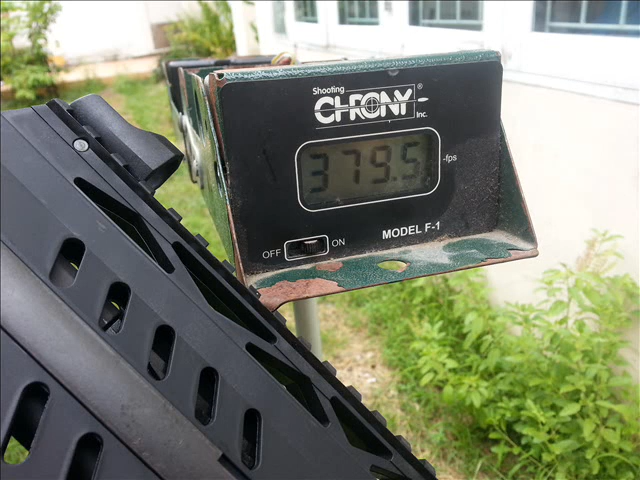 Shooting
CHRONY®
Inc.
379.5 -fps
OFF ON
MODEL F-1